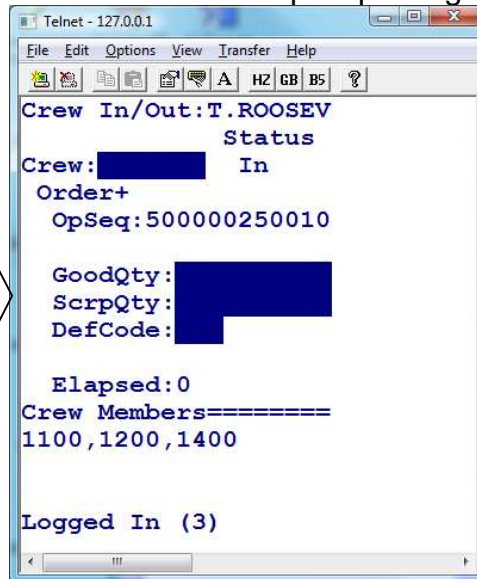 Telnet - 127.0.0.1
File Edit Options View Transfer Help
A HZ GB B5 ?
Crew In/Out:T.ROOSEV
Status
Crew: In
Order+
OpSeq:500000250010
GoodQty:
ScrpQty:
DefCode:
Elapsed:0
Crew Members========
1100,1200,1400
Logged In (3)